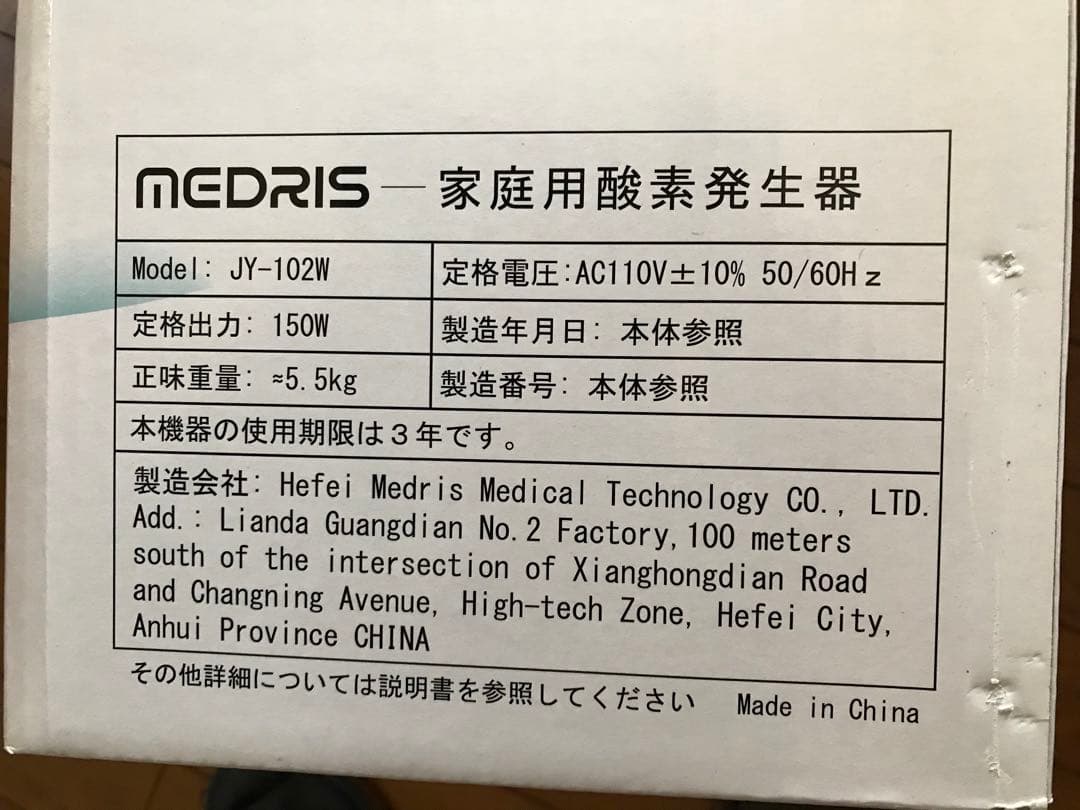 MEDRIS—家庭用酸素発生器
Model: JY-102W
定格電圧:AC110V±10% 50/60Hz
定格出力: 150W
製造年月日: 本体参照
正味重量: ≈5.5kg
製造番号: 本体参照
本機器の使用期限は3年です。
製造会社: Hefei Medris Medical Technology CO., LTD.
Add.: Lianda Guangdian No.2 Factory,100 meters
south of the intersection of Xianghongdian Road
and Changning Avenue, High-tech Zone, Hefei City,
Anhui Province CHINA
その他詳細については説明書を参照してください Made in China